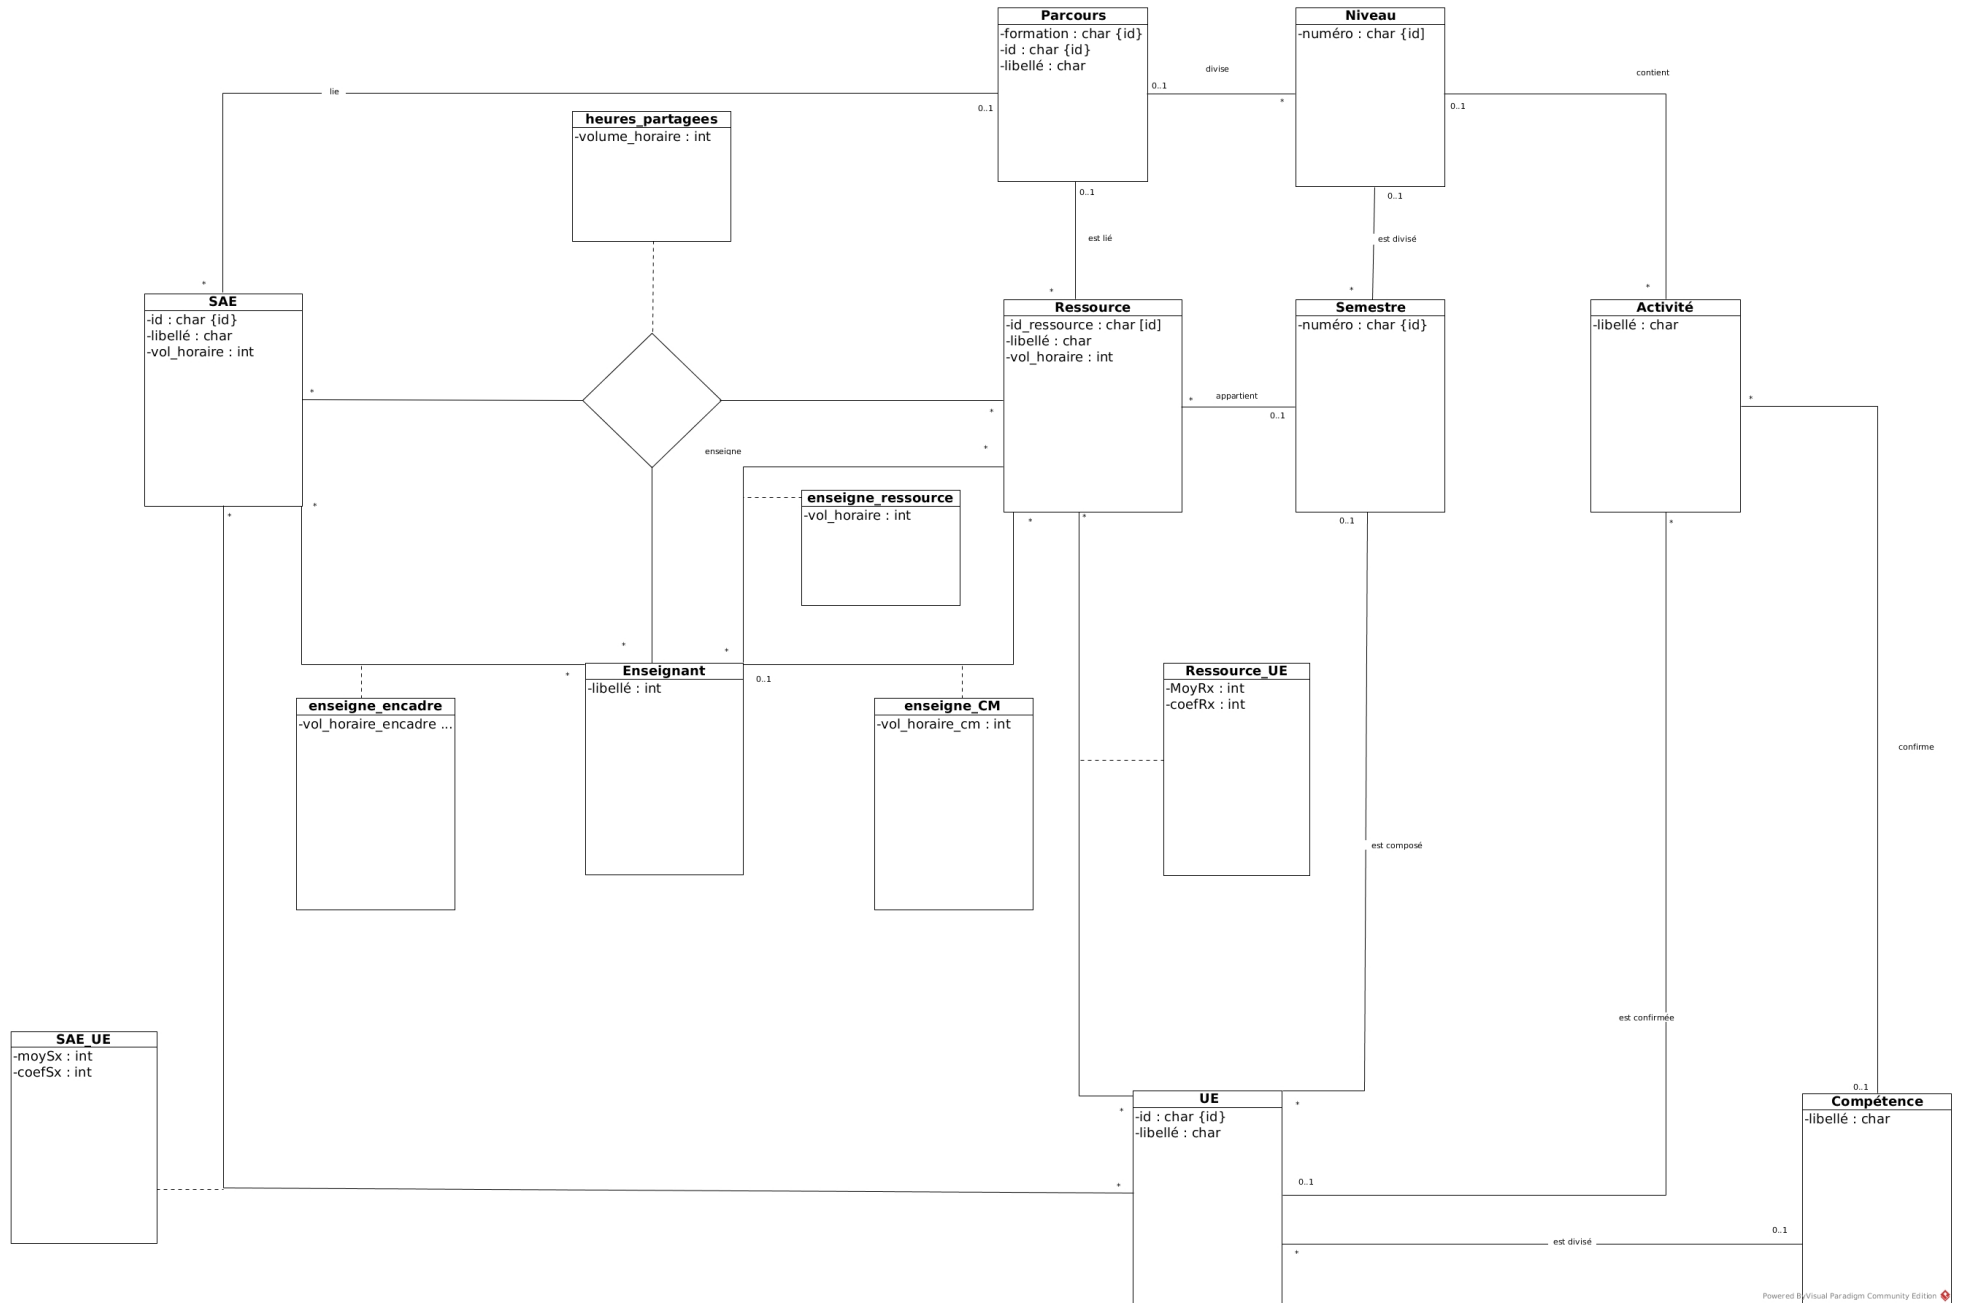 Parcours
-formation : char {id}
-id : char {id}
-libellé : char
Niveau
-numéro : char {id]
divise
0..1
*
contient
0..1
lie
0..1
heures_partagees
-volume_horaire : int
0..1
est lié
*
0..1
est divisé
*
*
*
SAE
-id : char {id}
-libellé : char
-vol_horaire : int
Ressource
-id_ressource : char [id]
-libellé : char
-vol_horaire : int
Semestre
-numéro : char {id}
Activité
-libellé : char
*
*
*
appartient
0..1
*
enseigne
*
enseigne_ressource
-vol_horaire : int
*
*
*
*
0..1
*
*
*
*
0..1
Enseignant
-libellé : int
enseigne_encadre
-vol_horaire_encadre ...
enseigne_CM
-vol_horaire_cm : int
Ressource_UE
-MoyRx : int
-coefRx : int
confirme
est composé
est confirmée
SAE_UE
-moySx : int
-coefSx : int
*
*
0..1
UE
-id : char {id}
-libellé : char
Compétence
-libellé : char
*
0..1
*
est divisé
0..1
Powered ByVisual Paradigm Community Edition